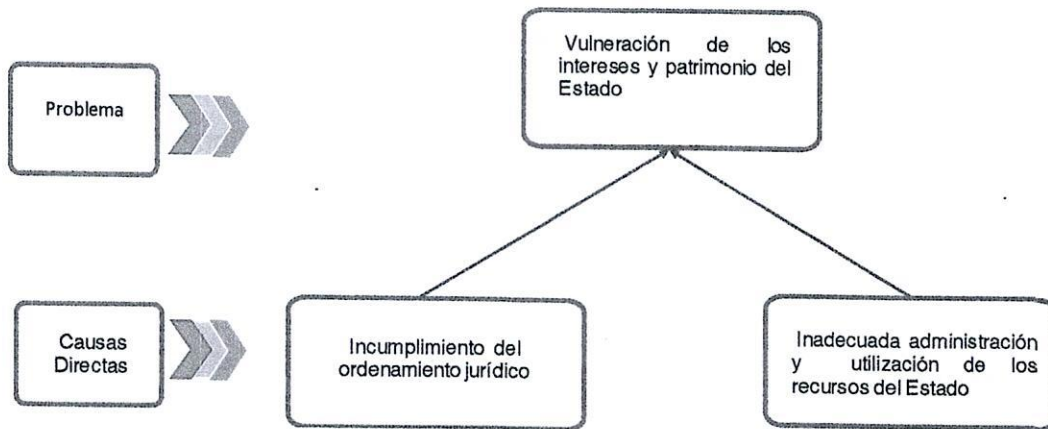 Vulneración de los
intereses y patrimonio del
Estado
Problema
Causas
Directas
Incumplimiento del
ordenamiento jurídico
Inadecuada administración
y utilización de los
recursos del Estado